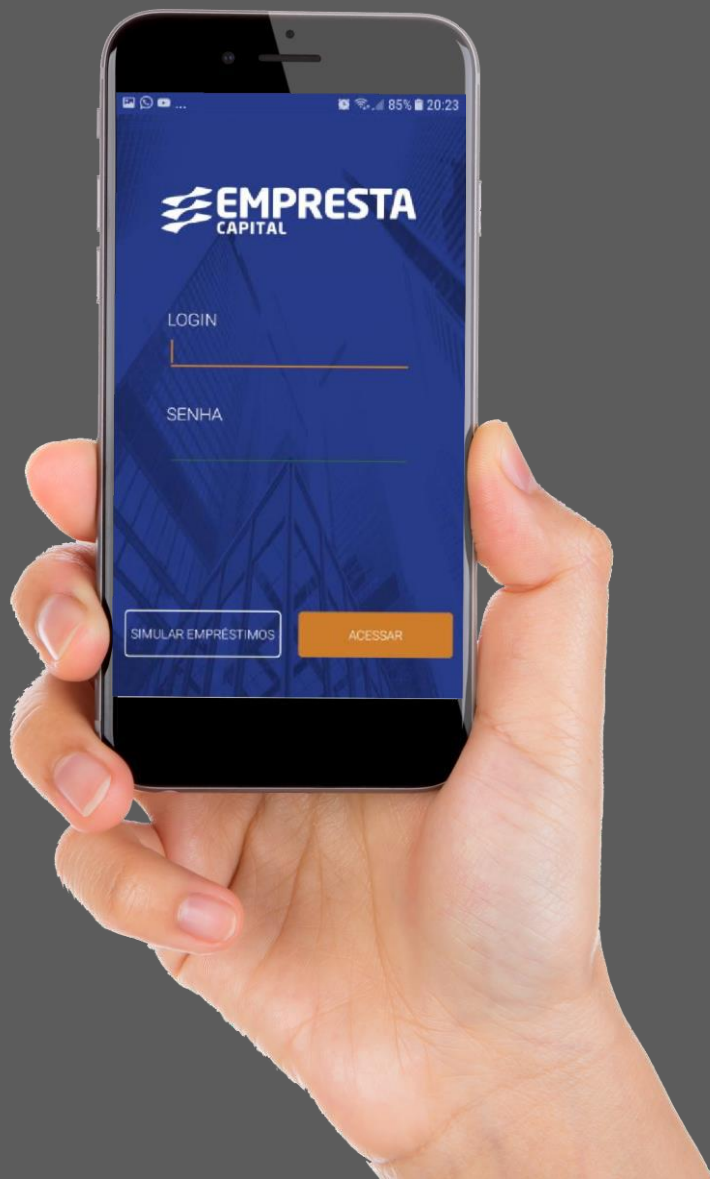 ... 85% 20:23
EMPRESTA
CAPITAL
LOGIN
SENHA
SIMULAR EMPRÉSTIMOS
ACESSAR